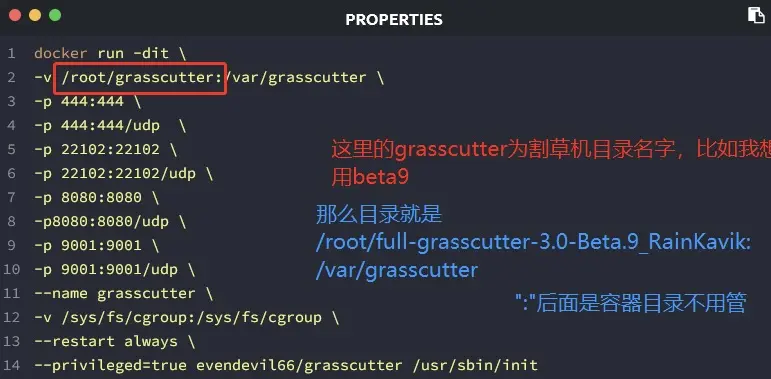 PROPERTIES
1 docker run -dit \
2 -v /root/grasscutter:/var/grasscutter \
3 -p 444:444 \
4 -p 444:444/udp  \
5 -p 22102:22102 \
6 -p 22102:22102/udp \
7 -p 8080:8080 \
8 -p8080:8080/udp \
9 -p 9001:9001 \
10 -p 9001:9001/udp \
11 --name grasscutter \
12 -v /sys/fs/cgroup:/sys/fs/cgroup \
13 --restart always \
14 --privileged=true evendevil66/grasscutter /usr/sbin/init
这里的grasscutter为割草机目录名字，比如我想
用beta9
那么目录就是
/root/full-grasscutter-3.0-Beta.9_RainKavik:
/var/grasscutter
":"后面是容器目录不用管